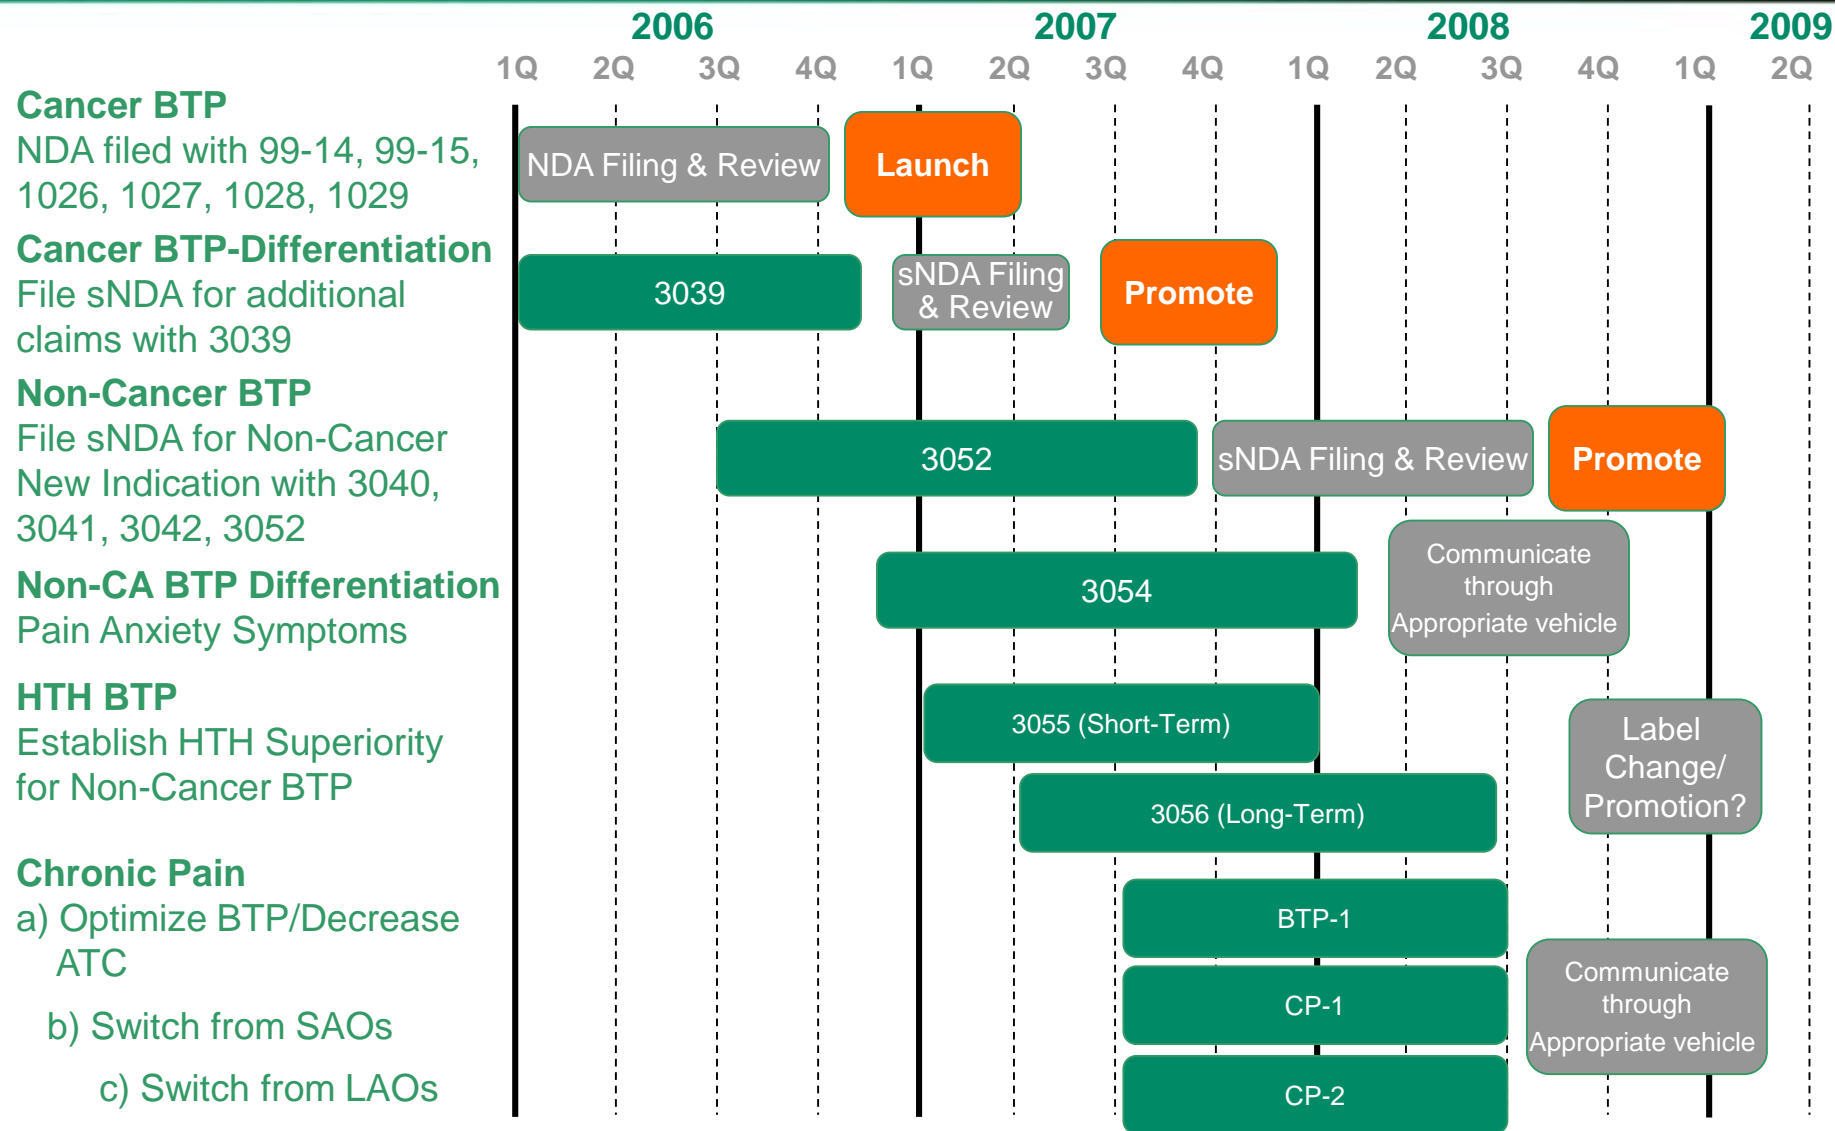 2006 2007 2008 2009
1Q 2Q 3Q 4Q 1Q 2Q 3Q 4Q 1Q 2Q 3Q 4Q 1Q 2Q
Cancer BTP
NDA filed with 99-14, 99-15,
1026, 1027, 1028, 1029
NDA Filing & Review
Launch
Cancer BTP-Differentiation
File sNDA for additional
claims with 3039
3039
sNDA Filing
& Review
Promote
Non-Cancer BTP
File sNDA for Non-Cancer
New Indication with 3040,
3041, 3042, 3052
3052
sNDA Filing & Review
Promote
Non-CA BTP Differentiation
Pain Anxiety Symptoms
3054
Communicate
through
Appropriate vehicle
HTH BTP
Establish HTH Superiority
for Non-Cancer BTP
3055 (Short-Term)
3056 (Long-Term)
Label
Change/
Promotion?
Chronic Pain
a) Optimize BTP/Decrease
ATC
b) Switch from SAOs
c) Switch from LAOs
BTP-1
CP-1
CP-2
Communicate
through
Appropriate vehicle